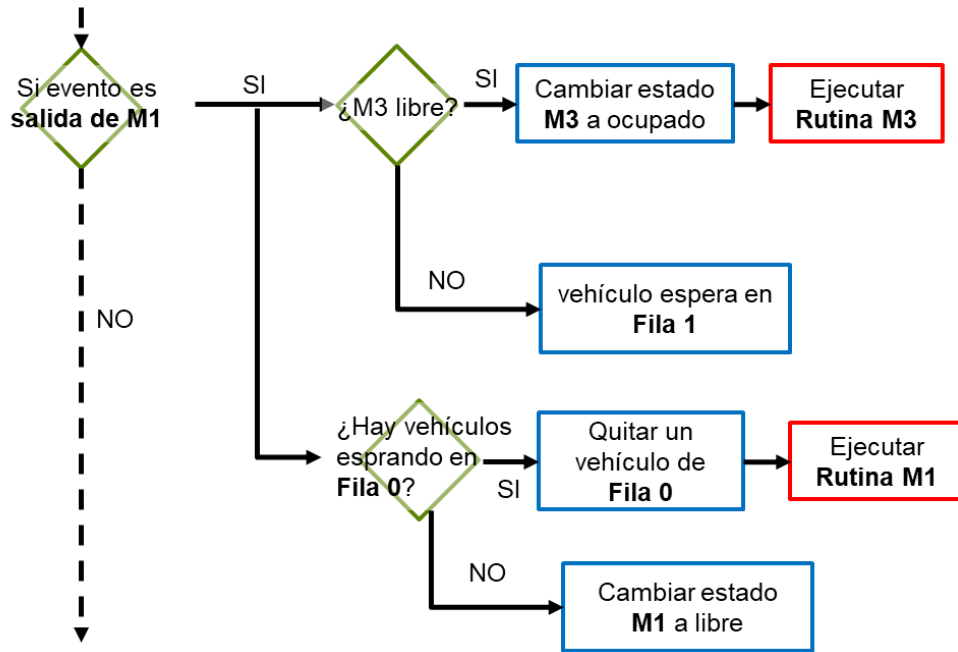 Si evento es
salida de M1
SI
¿M3 libre?
SI
Cambiar estado
M3 a ocupado
Ejecutar
Rutina M3
NO
NO
vehículo espera en
Fila 1
¿Hay vehículos
esprando en
Fila 0?
SI
Quitar un
vehículo de
Fila 0
Ejecutar
Rutina M1
NO
Cambiar estado
M1 a libre